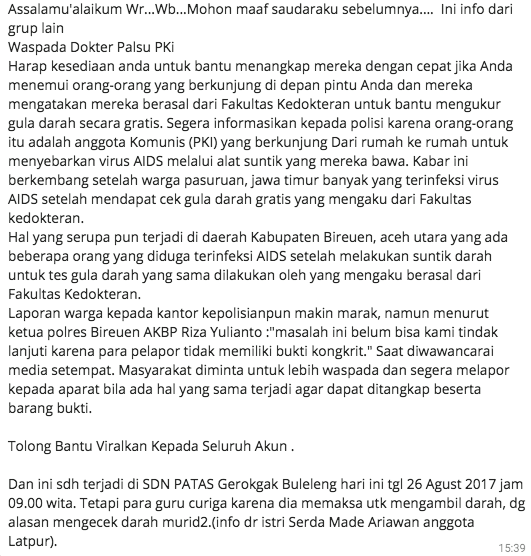 Assalamu'alaikum Wr...Wb...Mohon maaf saudaraku sebelumnya.... Ini info dari
grup lain
Waspada Dokter Palsu PKi
Harap kesediaan anda untuk bantu menangkap mereka dengan cepat jika Anda
menemui orang-orang yang berkunjung di depan pintu Anda dan mereka
mengatakan mereka berasal dari Fakultas Kedokteran untuk bantu mengukur
gula darah secara gratis. Segera informasikan kepada polisi karena orang-orang
itu adalah anggota Komunis (PKI) yang berkunjung Dari rumah ke rumah untuk
menyebarkan virus AIDS melalui alat suntik yang mereka bawa. Kabar ini
berkembang setelah warga pasuruan, jawa timur banyak yang terinfeksi virus
AIDS setelah mendapat cek gula darah gratis yang mengaku dari Fakultas
kedokteran.
Hal yang serupa pun terjadi di daerah Kabupaten Bireuen, aceh utara yang ada
beberapa orang yang diduga terinfeksi AIDS setelah melakukan suntik darah
untuk tes gula darah yang sama dilakukan oleh yang mengaku berasal dari
Fakultas Kedokteran.
Laporan warga kepada kantor kepolisianpun makin marak, namun menurut
ketua polres Bireuen AKBP Riza Yulianto :"masalah ini belum bisa kami tindak
lanjuti karena para pelapor tidak memiliki bukti kongkrit." Saat diwawancarai
media setempat. Masyarakat diminta untuk lebih waspada dan segera melapor
kepada aparat bila ada hal yang sama terjadi agar dapat ditangkap beserta
barang bukti.
Tolong Bantu Viralkan Kepada Seluruh Akun .
Dan ini sdh terjadi di SDN PATAS Gerokgak Buleleng hari ini tgl 26 Agust 2017 jam
09.00 wita. Tetapi para guru curiga karena dia memaksa utk mengambil darah, dg
alasan mengecek darah murid2.(info dr istri Serda Made Ariawan anggota
Latpur).
15:39